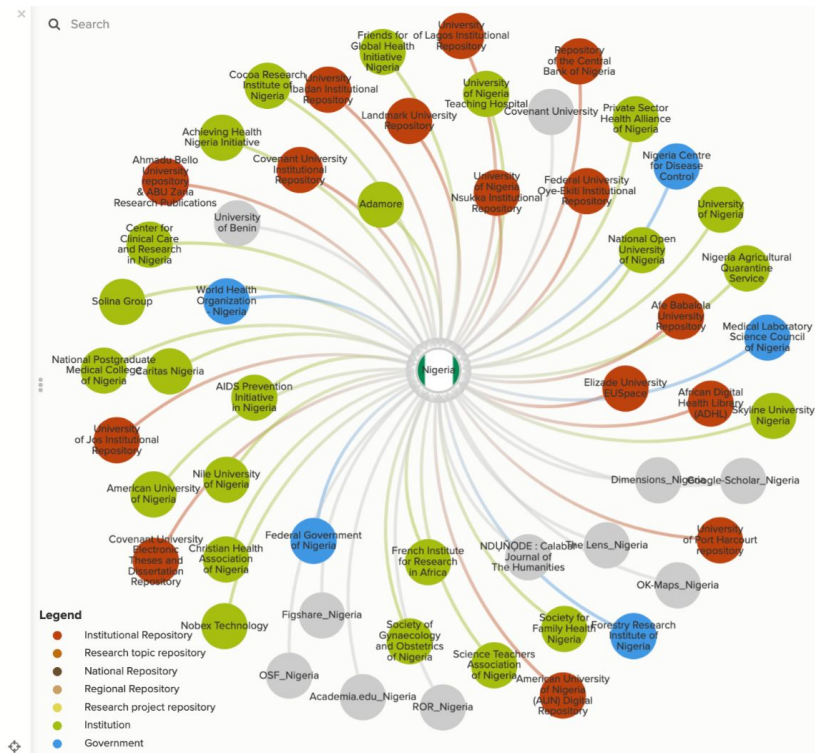 Search
University
of Lagos Institutional
Repository
Friends for
Global Health
Initiative
Nigeria
Repository
of the Central
Bank of Nigeria
Cocoa Research
Institute of
Nigeria
University
Ibadan Institutional
Repository
University
of Nigeria
Teaching Hospital
Landmark University
Repository
Covenant University
Private Sector
Health Alliance
of Nigeria
Achieving Health
Nigeria Initiative
Nigeria Centre
for Disease
Control
Ahmadu Bello
University
repository
& ABU Zaria
Research Publications
Covenant University
Institutional
Repository
University
of Nigeria
Nsukka Institutional
Repository
Federal University
Oye-Ekiti Institutional
Repository
Adamore
University
of Nigeria
University
of Benin
Center for
Clinical Care
and Research
in Nigeria
National Open
University
of Nigeria
Nigeria Agricultural
Quarantine
Service
World Health
Organization
- Nigeria
Solina Group
Afe Babalola
University
Repository
Medical Laboratory
Science Council
of Nigeria
National Postgraduate
Medical College
of Nigeria
Caritas Nigeria
Nigeria
AIDS Prevention
Initiative
in Nigeria
Elizade University
EUSpace
African Digital
Health Library
(ADHL)
Skyline University
Nigeria
University
of Jos Institutional
Repository
American University
of Nigeria
Nile University
of Nigeria
Dimensions_Nigeria
Google-Scholar_Nigeria
Covenant University
Electronic
Theses and
Dissertation
Repository
Christian Health
Association
of Nigeria
Federal Government
of Nigeria
French Institute
for Research
in Africa
NDUÑỌDE : Calabar
Journal of
The Humanities
The Lens_Nigeria
University
of Port Harcourt
repository
OK-Maps_Nigeria
Nobex Technology
Figshare_Nigeria
Society of
Gynaecology
and Obstetrics
of Nigeria
Society for
Family Health
Nigeria
Forestry Research
Institute of
Nigeria
OSF_Nigeria
Academia.edu_Nigeria
ROR_Nigeria
Science Teachers
Association
of Nigeria
American University
of Nigeria
(AUN) Digital
Repository
Legend
Institutional Repository
Research topic repository
National Repository
Regional Repository
Research project repository
Institution
Government